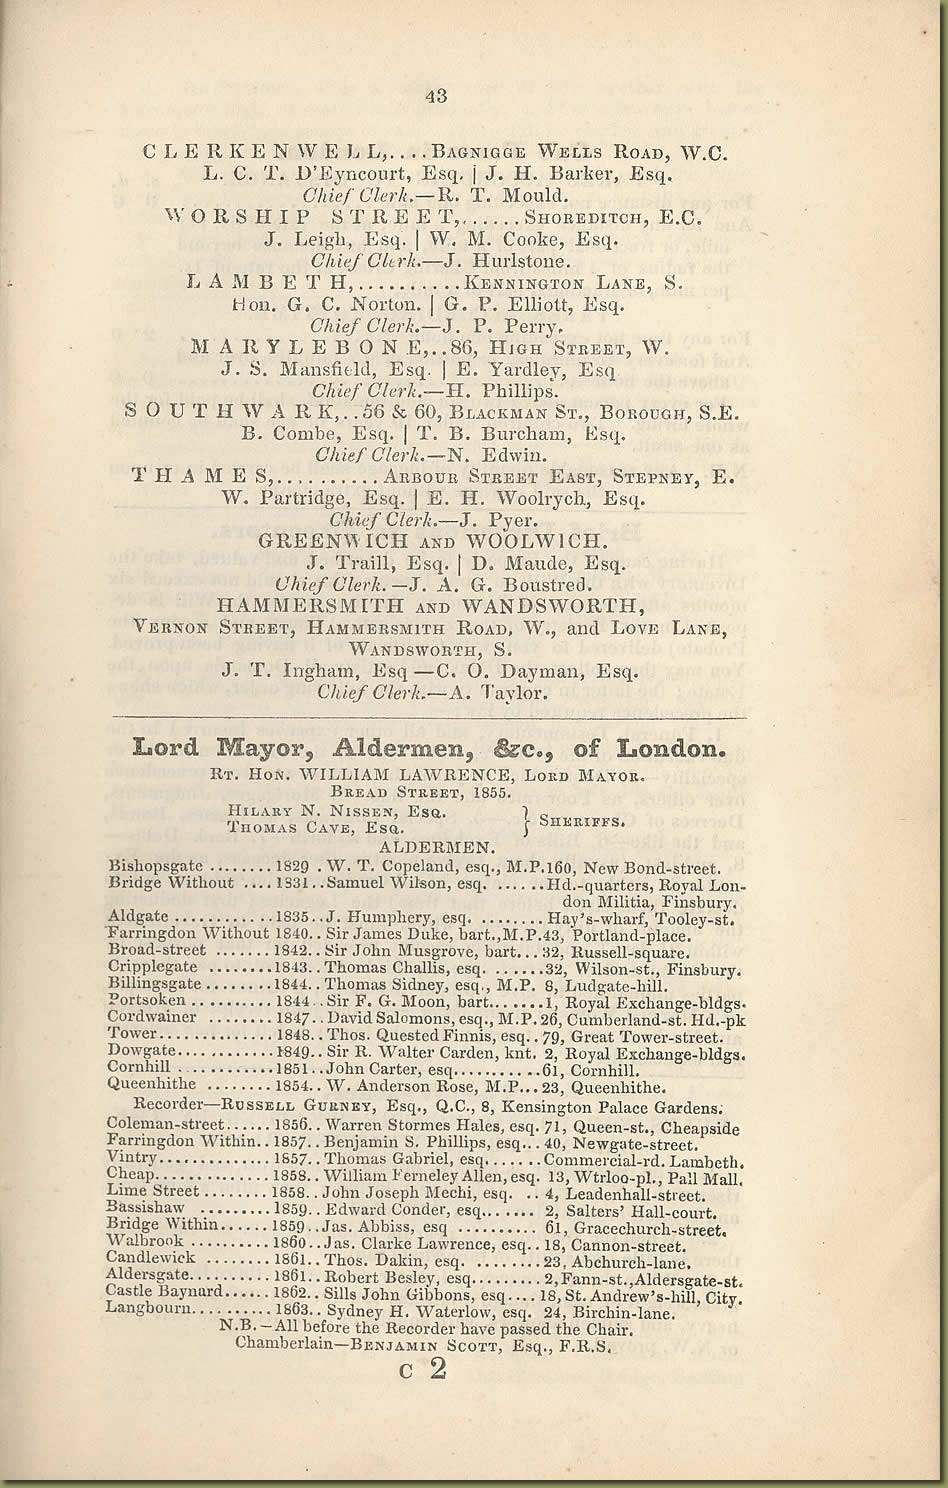 43
CLERKENWELL,....BAGNIGGE WELLS ROAD, W.C.
L. C. T. D'Eyncourt, Esq. | J. H. Barker, Esq.
Chief Clerk.—R. T. Mould.
WORSHIP STREET,......SHOREDITCH, E.C.
J. Leigh, Esq. | W. M. Cooke, Esq.
Chief Clerk.—J. Hurlstone.
LAMBETH,..........KENNINGTON LANE, S.
Hon. G. C. Norton. | G. P. Elliott, Esq.
Chief Clerk.—J. P. Perry.
MARYLEBONE,..86, HIGH STREET, W.
J. S. Mansfield, Esq. | E. Yardley, Esq
Chief Clerk.—H. Phillips.
SOUTHWARK,..56 & 60, BLACKMAN ST., BOROUGH, S.E.
B. Combe, Esq. | T. B. Burcham, Esq.
Chief Clerk.—N. Edwin.
THAMES,..........ARBOUR STREET EAST, STEPNEY, E.
W. Partridge, Esq. | E. H. Woolrych, Esq.
Chief Clerk.—J. Pyer.
GREENWICH AND WOOLWICH.
J. Traill, Esq. | D. Maude, Esq.
Chief Clerk.—J. A. G. Boustred.
HAMMERSMITH AND WANDSWORTH,
VERNON STREET, HAMMERSMITH ROAD, W., and LOVE LANE,
WANDSWORTH, S.
J. T. Ingham, Esq—C. O. Dayman, Esq.
Chief Clerk.—A. Taylor.
Lord Mayor, Aldermen, &c., of London.
RT. HON. WILLIAM LAWRENCE, LORD MAYOR.
BREAD STREET, 1855.
HILARY N. NISSEN, ESQ.
THOMAS CAVE, ESQ. } SHERIFFS.
ALDERMEN.
Bishopsgate ........1829 .W. T. Copeland, esq., M.P.160, New Bond-street.
Bridge Without ....1831..Samuel Wilson, esq. ......Hd.-quarters, Royal Lon-
don Militia, Finsbury.
Aldgate ............1835..J. Humphery, esq. ........Hay's-wharf, Tooley-st.
Farringdon Without 1840..Sir James Duke, bart.,M.P.43, Portland-place.
Broad-street .......1842..Sir John Musgrove, bart...32, Russell-square.
Cripplegate ........1843..Thomas Challis, esq. .......32, Wilson-st., Finsbury.
Billingsgate ........1844..Thomas Sidney, esq., M.P. 8, Ludgate-hill.
Portsoken ..........1844..Sir F. G. Moon, bart.......1, Royal Exchange-bldgs.
Cordwainer ........1847..David Salomons, esq., M.P. 26, Cumberland-st. Hd.-pk
Tower..............1848..Thos. Quested Finnis, esq..79, Great Tower-street.
Dowgate............1849..Sir R. Walter Carden, knt. 2, Royal Exchange-bldgs.
Cornhill ............1851..John Carter, esq...........61, Cornhill.
Queenhithe ........1854..W. Anderson Rose, M.P...23, Queenhithe.
Recorder—RUSSELL GURNEY, Esq., Q.C., 8, Kensington Palace Gardens.
Coleman-street......1856..Warren Stormes Hales, esq. 71, Queen-st., Cheapside
Farringdon Within..1857..Benjamin S. Phillips, esq...40, Newgate-street.
Vintry..............1857..Thomas Gabriel, esq.......Commercial-rd. Lambeth.
Cheap..............1858..William Ferneley Allen, esq. 13, Wtrloo-pl., Pall Mall.
Lime Street ........1858..John Joseph Mechi, esq. .. 4, Leadenhall-street.
Bassishaw .........1859..Edward Conder, esq....... 2, Salters' Hall-court.
Bridge Within......1859..Jas. Abbiss, esq .......... 61, Gracechurch-street.
Walbrook ..........1860..Jas. Clarke Lawrence, esq..18, Cannon-street.
Candlewick ........1861..Thos. Dakin, esq. ........23, Abchurch-lane.
Aldersgate..........1861..Robert Besley, esq.........2, Fann-st., Aldersgate-st.
Castle Baynard......1862..Sills John Gibbons, esq....18, St. Andrew's-hill, City.
Langbourn..........1863..Sydney H. Waterlow, esq. 24, Birchin-lane.
N.B.—All before the Recorder have passed the Chair.
Chamberlain—BENJAMIN SCOTT, Esq., F.R.S.
C 2